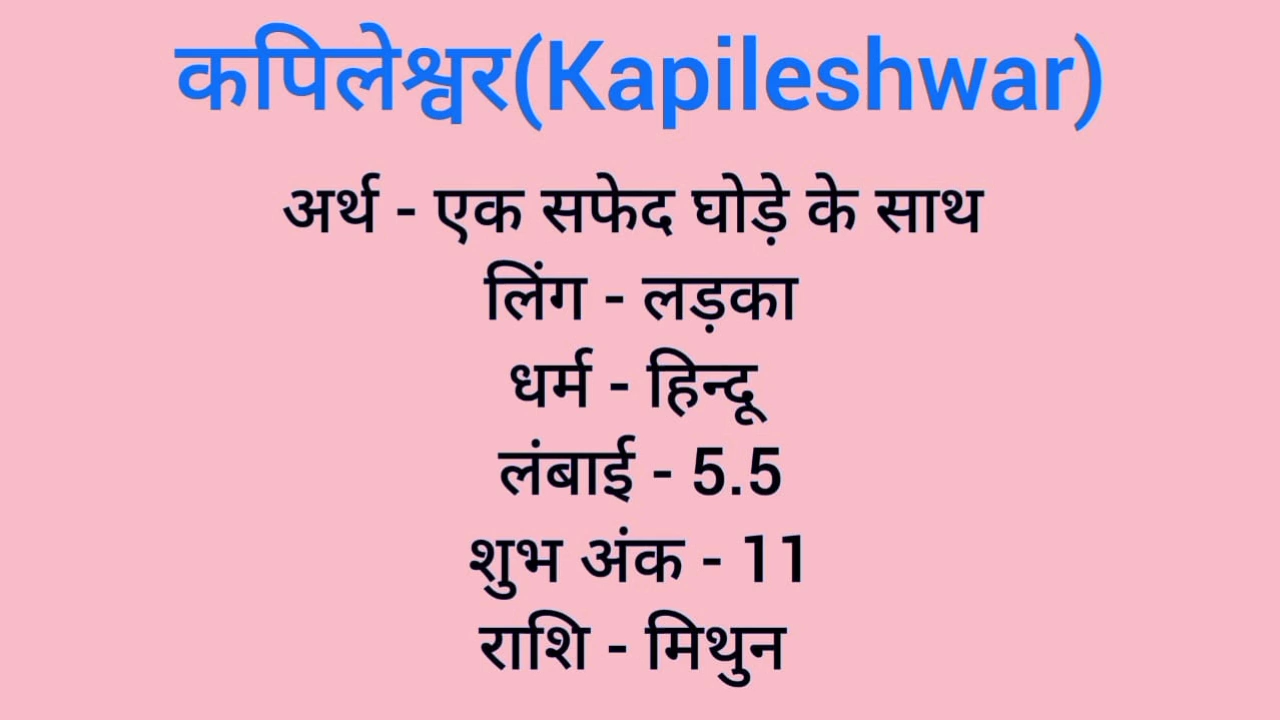 कपिलेश्वर(Kapileshwar)
अर्थ - एक सफेद घोड़े के साथ
लिंग - लड़का
धर्म - हिन्दू
लंबाई - 5.5
शुभ अंक - 11
राशि - मिथुन